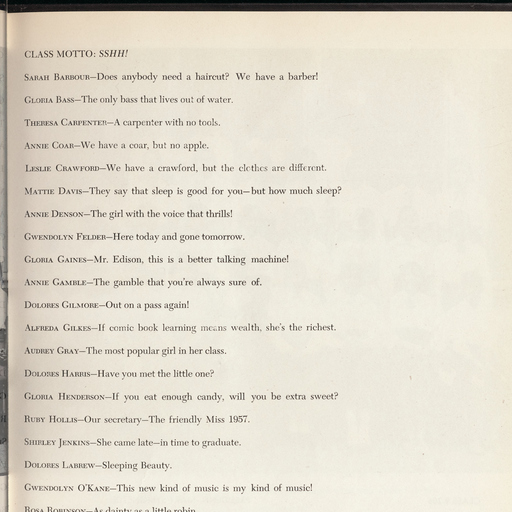 CLASS MOTTO: SSHH!
SARAH BARBOUR—Does anybody need a haircut? We have a barber!
GLORIA BASS—The only bass that lives out of water.
THERESA CARPENTER—A carpenter with no tools.
ANNIE COAR—We have a coar, but no apple.
LESLIE CRAWFORD—We have a crawford, but the clothes are different.
MATTIE DAVIS—They say that sleep is good for you—but how much sleep?
ANNIE DENSON—The girl with the voice that thrills!
GWENDOLYN FELDER—Here today and gone tomorrow.
GLORIA GAINES—Mr. Edison, this is a better talking machine!
ANNIE GAMBLE—The gamble that you're always sure of.
DOLORES GILMORE—Out on a pass again!
ALFREDA GILKES—If comic book learning means wealth, she's the richest.
AUDREY GRAY—The most popular girl in her class.
DOLORES HARRIS—Have you met the little one?
GLORIA HENDERSON—If you eat enough candy, will you be extra sweet?
RUBY HOLLIS—Our secretary—The friendly Miss 1957.
SHIRLEY JENKINS—She came late—in time to graduate.
DOLORES LABREW—Sleeping Beauty.
GWENDOLYN O'KANE—This new kind of music is my kind of music!
ROSA ROBINSON—As dainty as a little robin.